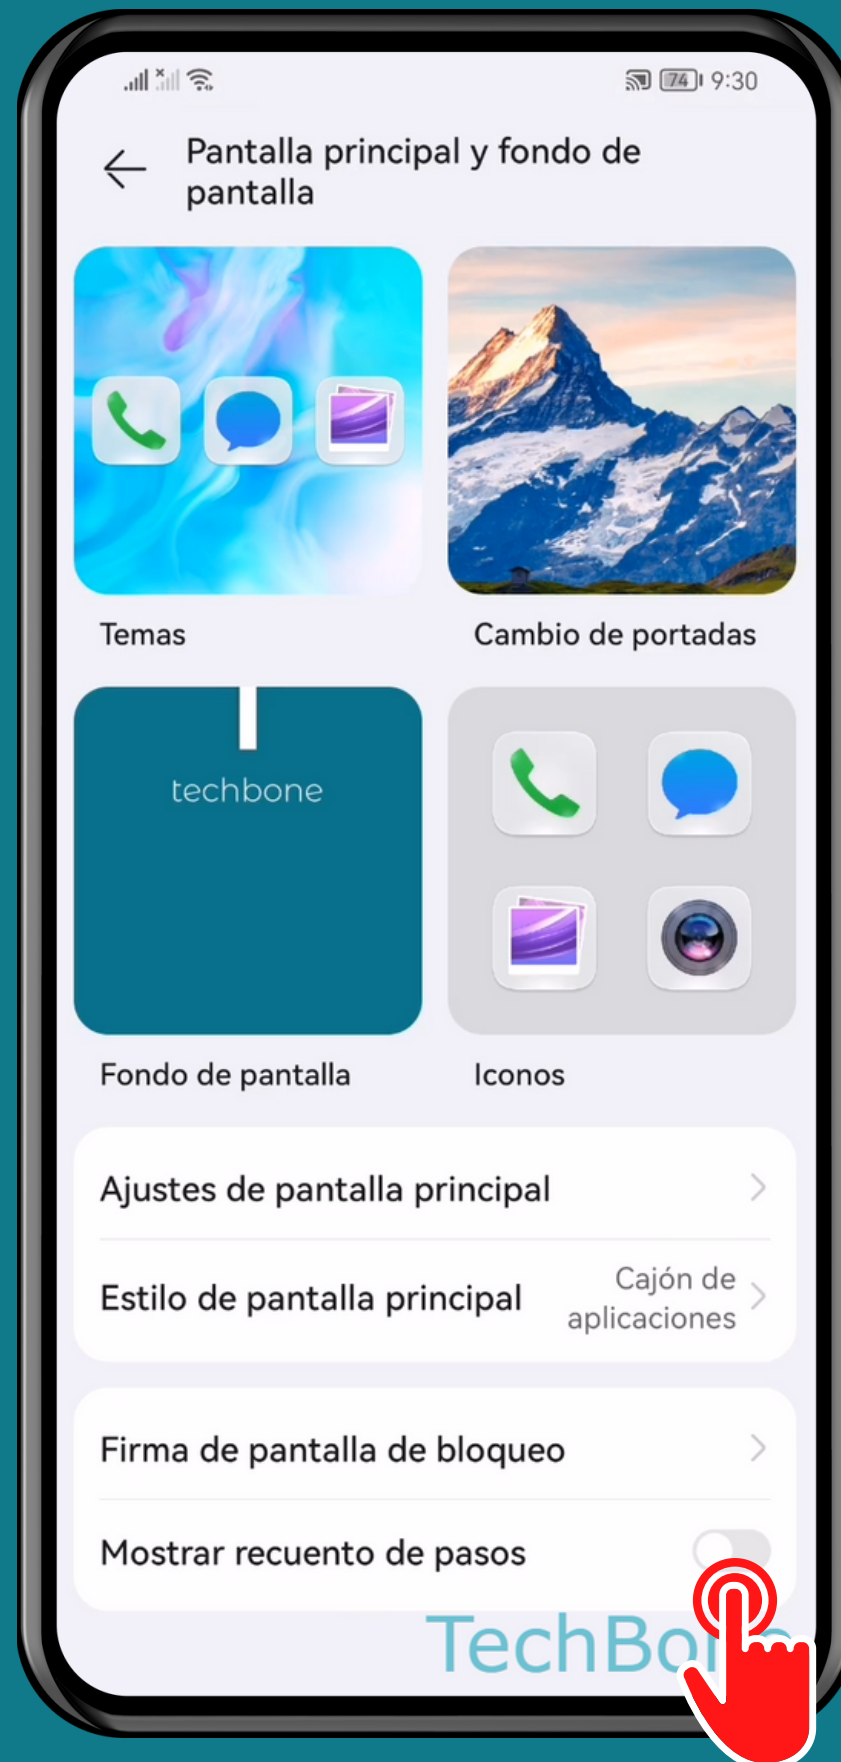 74 9:30
Pantalla principal y fondo de
pantalla
Temas
Cambio de portadas
techbone
Fondo de pantalla
Iconos
Ajustes de pantalla principal
Estilo de pantalla principal
Cajón de
aplicaciones
Firma de pantalla de bloqueo
Mostrar recuento de pasos